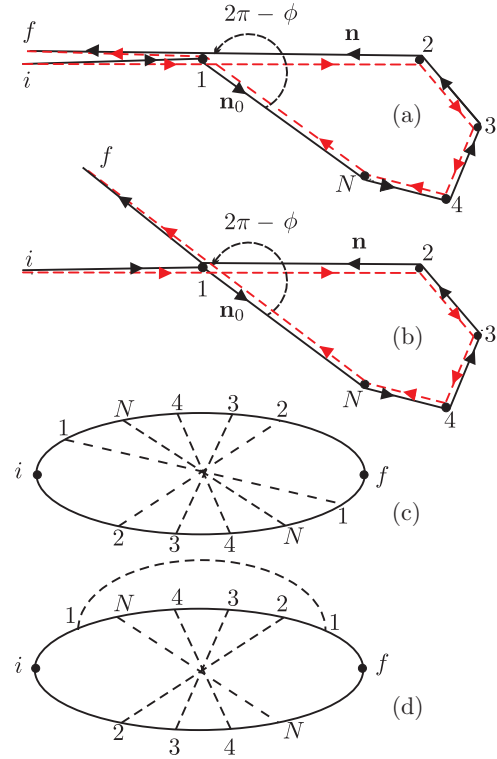 f
2π − ϕ
n
2
i
1
n₀
(a)
3
N
4
f
2π − ϕ
n
2
i
1
n₀
(b)
3
N
4
1 N 4 3 2
i f
2 3 4 N 1
(c)
1 N 4 3 2 1
i f
2 3 4 N
(d)